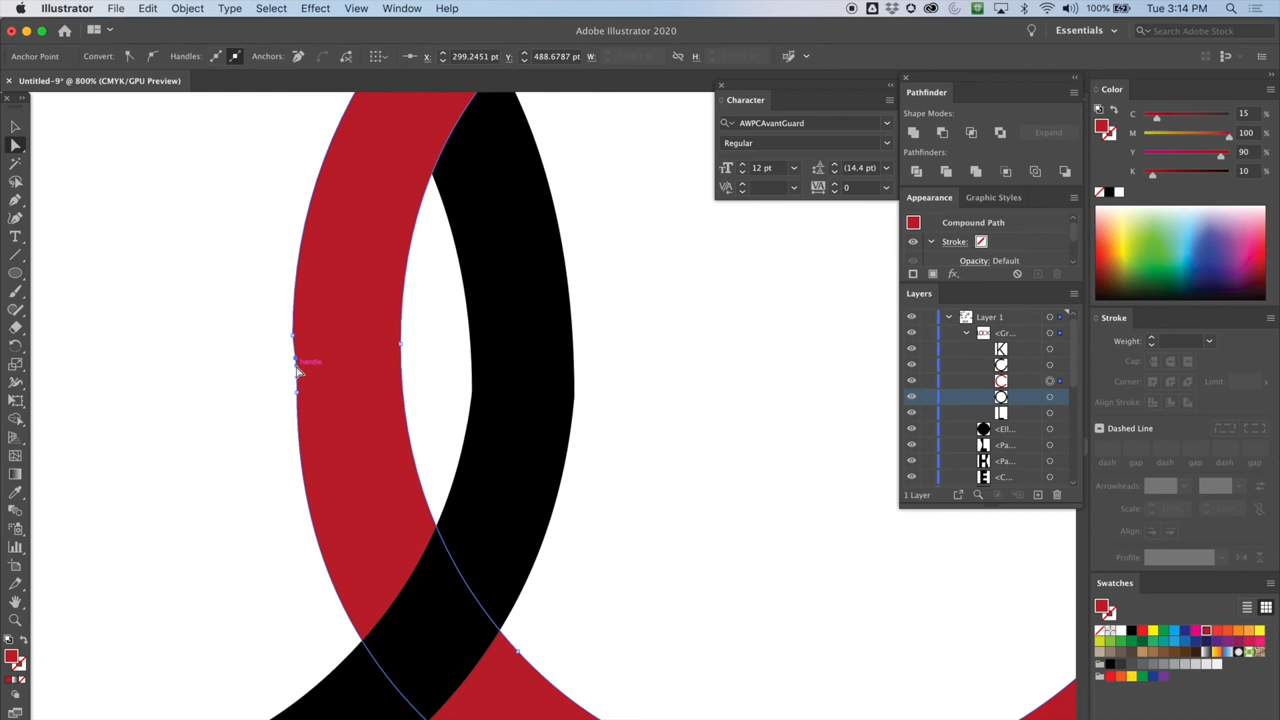 Illustrator File Edit Object Type Select Effect View Window Help
100% Tue 3:14 PM
Adobe Illustrator 2020
Essentials
Search Adobe Stock
Anchor Point Convert: Handles: Anchors: X: 299.2451 pt Y: 488.6787 pt W: H:
× Untitled-9* @ 800% (CMYK/GPU Preview)
Character
AWPCAvantGuard
Regular
12 pt (14.4 pt)
0
Pathfinder
Shape Modes:
Expand
Pathfinders:
Appearance Graphic Styles
Compound Path
Stroke:
Opacity: Default
fx
Layers
Layer 1
<Gr...
<Ell...
<Pa...
<Pa...
<C...
1 Layer
Color
C 15 %
M 100 %
Y 90 %
K 10 %
Stroke
Weight:
Cap:
Corner: Limit:
Align Stroke:
Dashed Line
dash gap dash gap dash gap
Arrowheads:
Scale:
Align:
Profile:
Swatches
handle